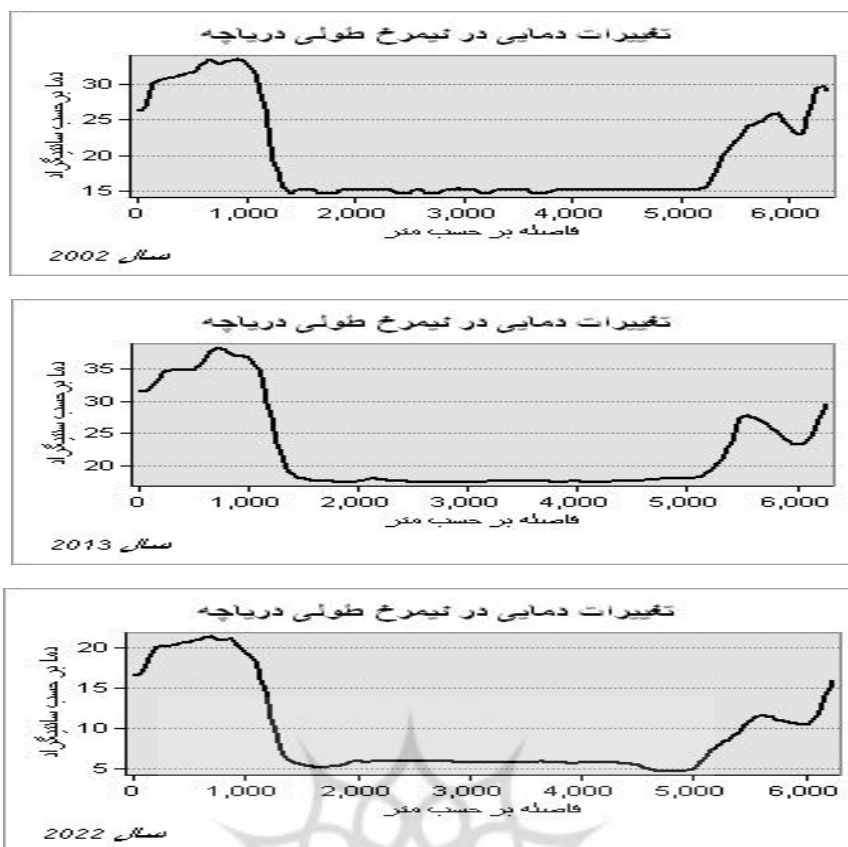 تغییرات دمایی در نیمرخ طولی دریاچه
دما بر حسب سانتیگراد
30
25
20
15
0 1,000 2,000 3,000 4,000 5,000 6,000
فاصله بر حسب متر
سال 2002
تغییرات دمایی در نیمرخ طولی دریاچه
دما بر حسب سانتیگراد
35
30
25
20
0 1,000 2,000 3,000 4,000 5,000 6,000
فاصله بر حسب متر
سال 2013
تغییرات دمایی در نیمرخ طولی دریاچه
دما بر حسب سانتیگراد
20
15
10
5
0 1,000 2,000 3,000 4,000 5,000 6,000
فاصله بر حسب متر
سال 2022